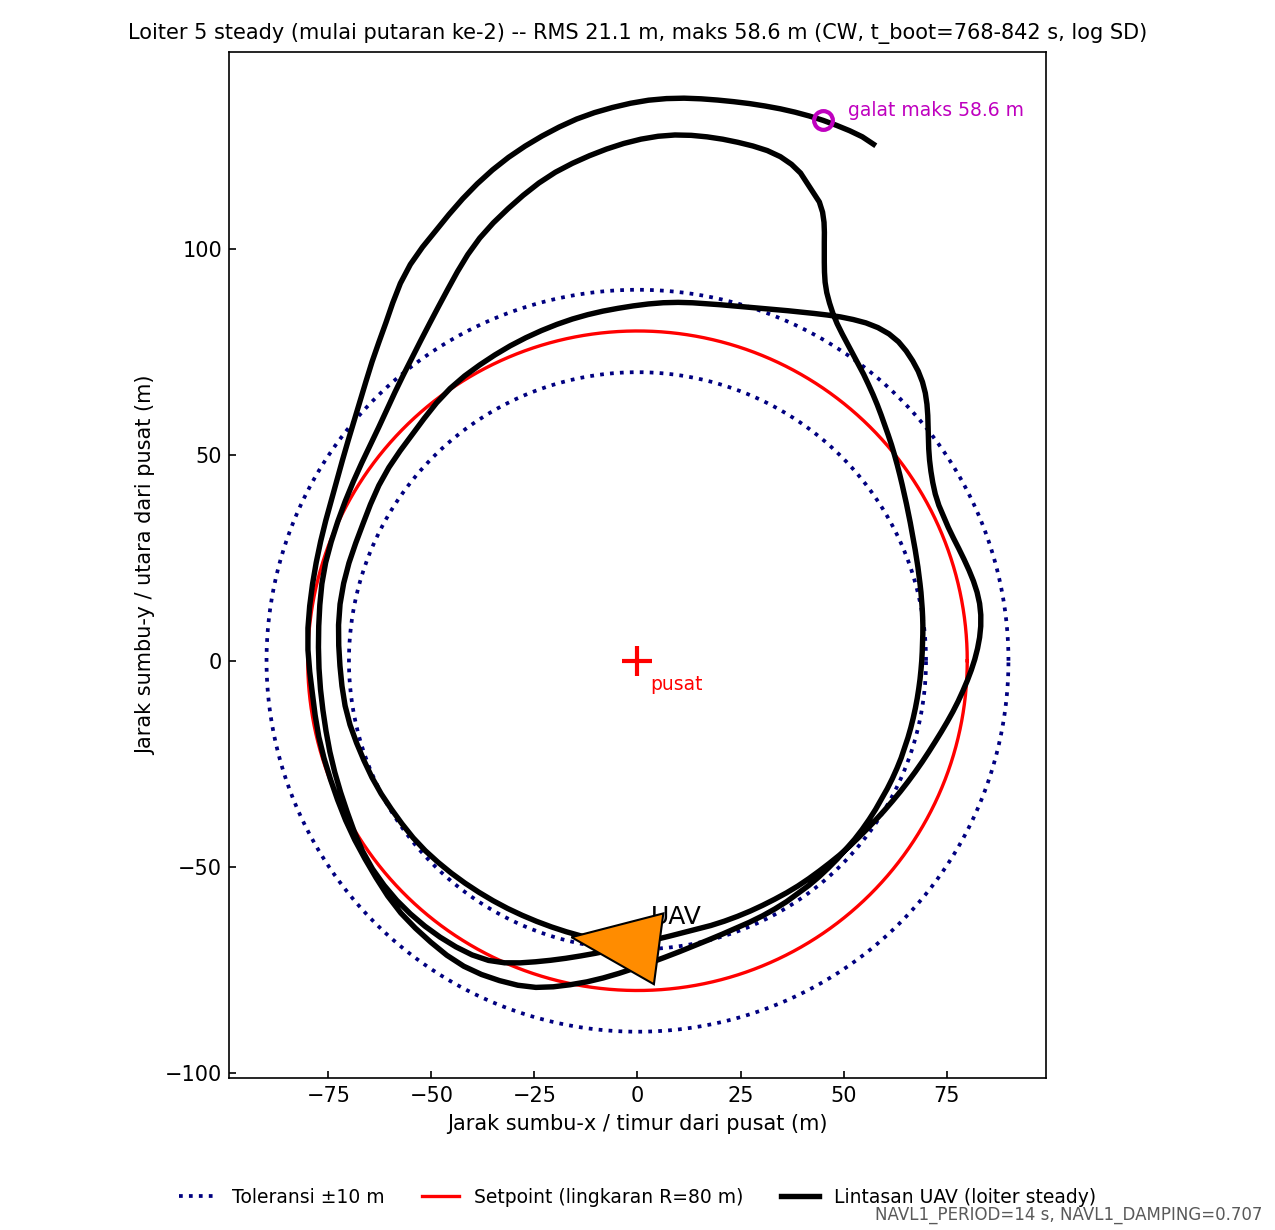 Loiter 5 steady (mulai putaran ke-2) -- RMS 21.1 m, maks 58.6 m (CW, t_boot=768-842 s, log SD)
galat maks 58.6 m
Jarak sumbu-y / utara dari pusat (m)
100
50
0
−50
−100
pusat
UAV
−75 −50 −25 0 25 50 75
Jarak sumbu-x / timur dari pusat (m)
Toleransi ±10 m Setpoint (lingkaran R=80 m) Lintasan UAV (loiter steady)
NAVL1_PERIOD=14 s, NAVL1_DAMPING=0.707